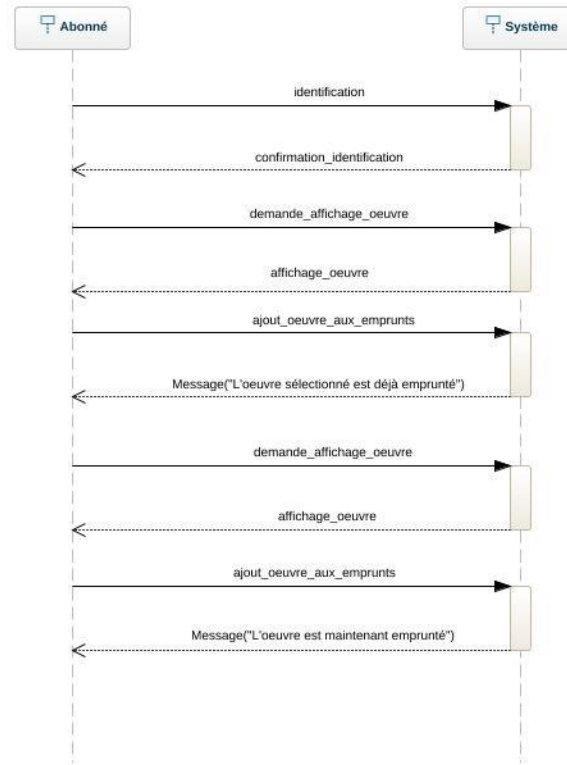 Abonné
Système
identification
confirmation_identification
demande_affichage_oeuvre
affichage_oeuvre
ajout_oeuvre_aux_emprunts
Message("L'oeuvre sélectionné est déjà emprunté")
demande_affichage_oeuvre
affichage_oeuvre
ajout_oeuvre_aux_emprunts
Message("L'oeuvre est maintenant emprunté")